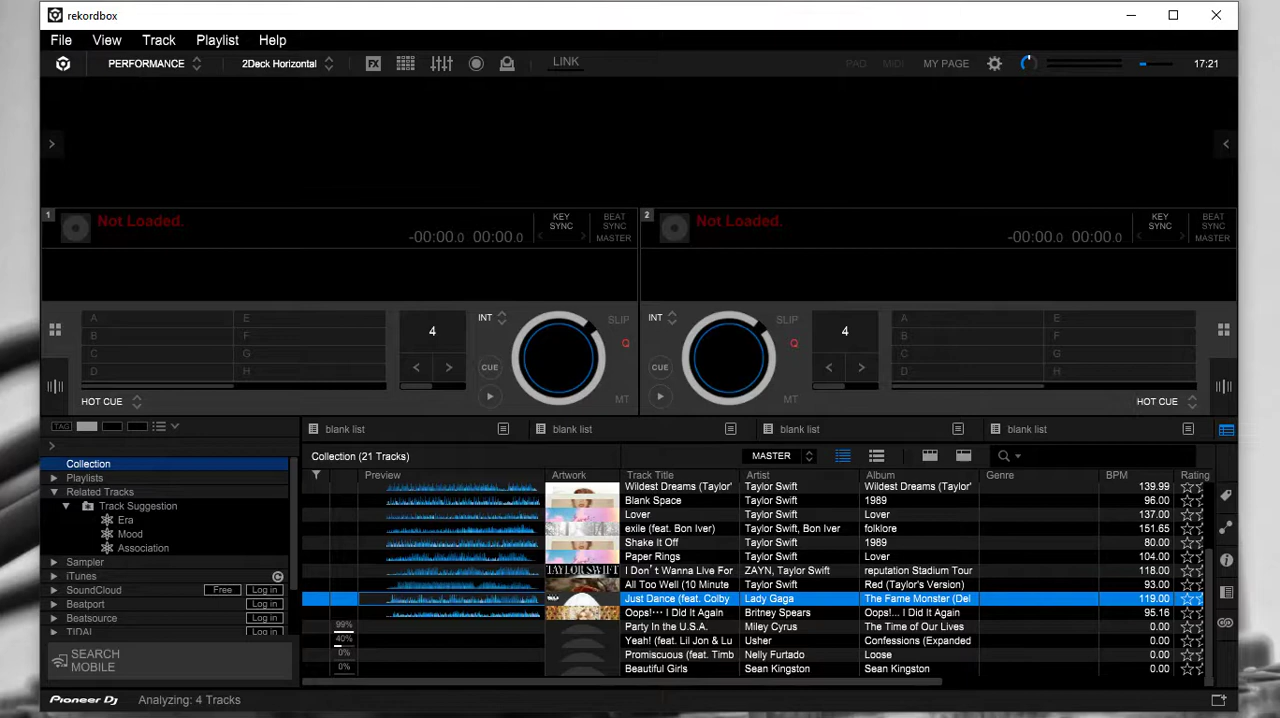 rekordbox
File View Track Playlist Help
PERFORMANCE 2Deck Horizontal FX LINK PAD MIDI MY PAGE 17:21
1 Not Loaded. KEY SYNC BEAT SYNC MASTER
-00:00.0 00:00.0
2 Not Loaded. KEY SYNC BEAT SYNC MASTER
-00:00.0 00:00.0
A E
B F
C G
D H
4
INT SLIP
Q
CUE
MT
HOT CUE
INT SLIP
Q
CUE
MT
4
A E
B F
C G
D H
HOT CUE
TAG
blank list blank list blank list blank list
Collection
Playlists
Related Tracks
Track Suggestion
Era
Mood
Association
Sampler
iTunes
SoundCloud Free Log in
Beatport Log in
Beatsource Log in
TIDAL Log in
SEARCH
MOBILE
Collection (21 Tracks) MASTER
Preview Artwork Track Title Artist Album Genre BPM Rating
Wildest Dreams (Taylor' Taylor Swift Wildest Dreams (Taylor' 139.99
Blank Space Taylor Swift 1989 96.00
Lover Taylor Swift Lover 137.00
exile (feat. Bon Iver) Taylor Swift, Bon Iver folklore 151.65
Shake It Off Taylor Swift 1989 80.00
Paper Rings Taylor Swift Lover 104.00
TAYLOR SWIFT I Don't Wanna Live For ZAYN, Taylor Swift reputation Stadium Tour 118.00
All Too Well (10 Minute Taylor Swift Red (Taylor's Version) 93.00
Just Dance (feat. Colby Lady Gaga The Fame Monster (Del 119.00
Oops!··· I Did It Again Britney Spears Oops!... I Did It Again 95.16
99% Party In the U.S.A. Miley Cyrus The Time of Our Lives 0.00
40% Yeah! (feat. Lil Jon & Lu Usher Confessions (Expanded 0.00
0% Promiscuous (feat. Timb Nelly Furtado Loose 0.00
0% Beautiful Girls Sean Kingston Sean Kingston 0.00
Pioneer Dj Analyzing: 4 Tracks